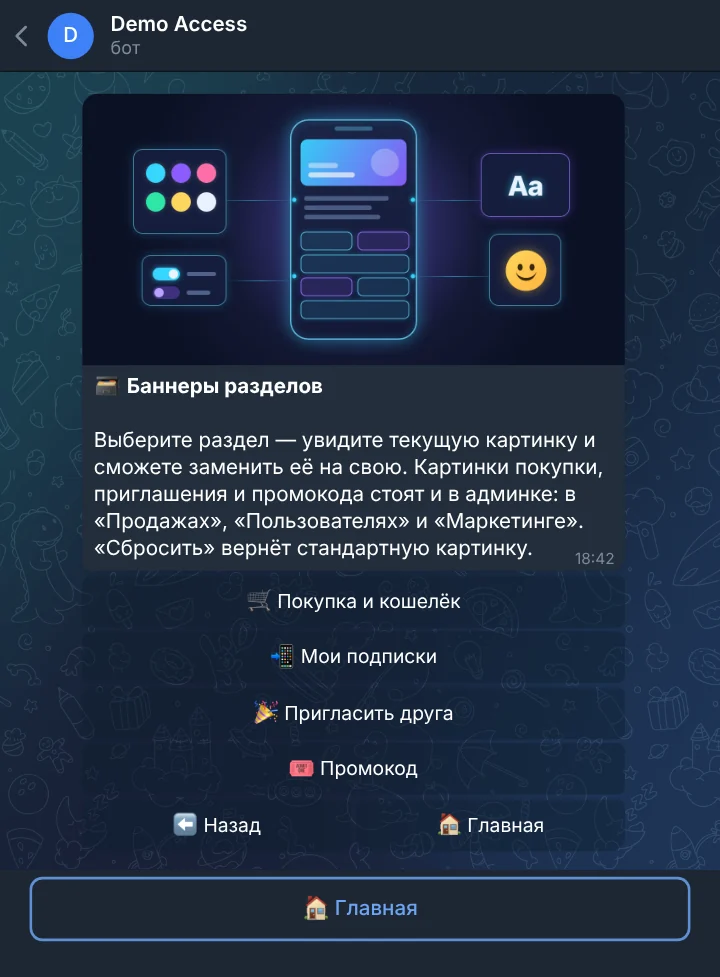 D
Demo Access
бот
Aa
Баннеры разделов
Выберите раздел — увидите текущую картинку и
сможете заменить её на свою. Картинки покупки,
приглашения и промокода стоят и в админке: в
«Продажах», «Пользователях» и «Маркетинге».
«Сбросить» вернёт стандартную картинку.
18:42
Покупка и кошелёк
Мои подписки
Пригласить друга
Промокод
Назад
Главная
Главная